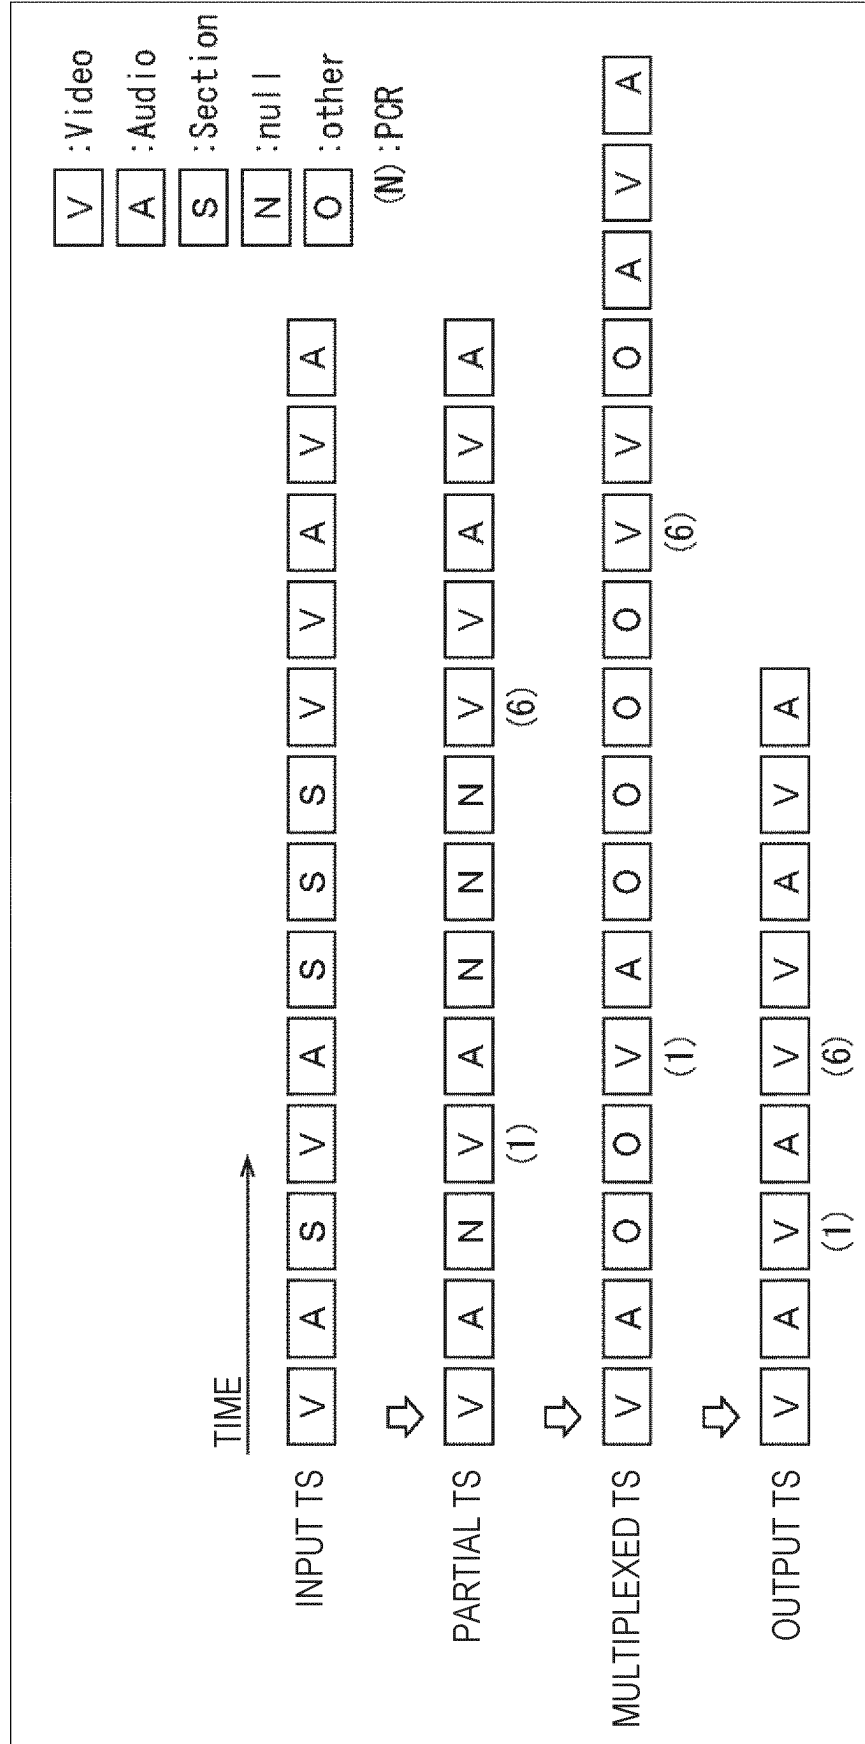 V :Video
A :Audio
S :Section
N :null
O :other
(N) :PCR
TIME
INPUT TS V A S V A S S S V V A V A
PARTIAL TS V A N V A N N N V V A V A
(1) (6)
MULTIPLEXED TS V A O O V A O O O O V V O A V A
(1) (6)
OUTPUT TS V A V A V V A V A
(1) (6)